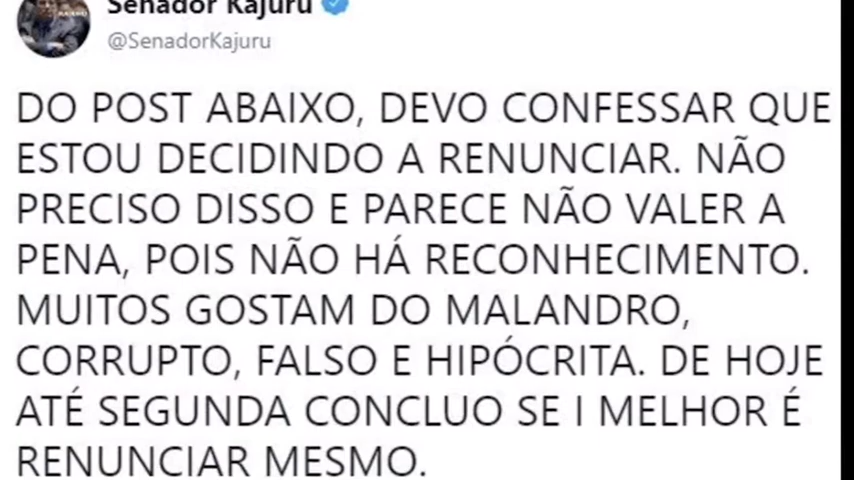 Senador Kajuru
@SenadorKajuru
DO POST ABAIXO, DEVO CONFESSAR QUE
ESTOU DECIDINDO A RENUNCIAR. NÃO
PRECISO DISSO E PARECE NÃO VALER A
PENA, POIS NÃO HÁ RECONHECIMENTO.
MUITOS GOSTAM DO MALANDRO,
CORRUPTO, FALSO E HIPÓCRITA. DE HOJE
ATÉ SEGUNDA CONCLUO SE I MELHOR É
RENUNCIAR MESMO.